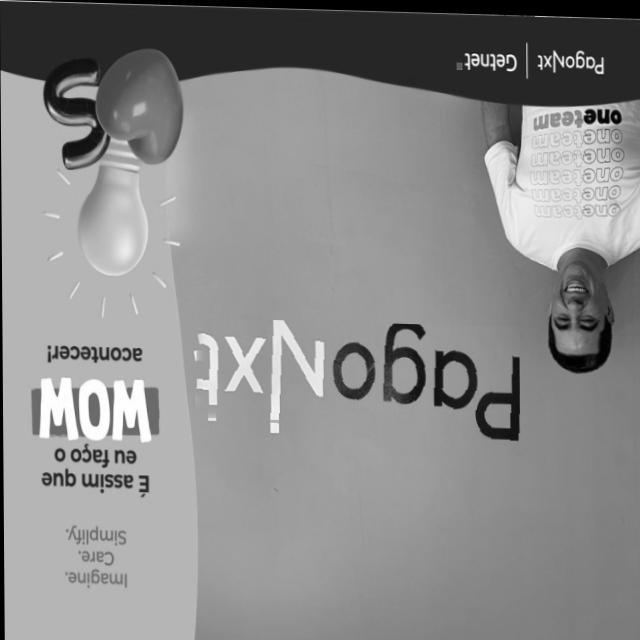 Imagine.
Care.
Simplify.
É assim que
eu faço o
WOW
acontecer!
PagoNxt
oneteam
oneteam
oneteam
oneteam
oneteam
oneteam
PagoNxt | Getnet